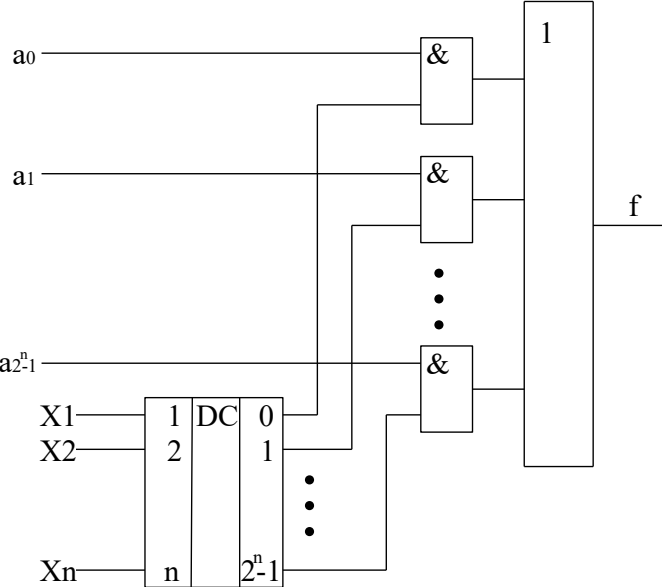 a0 & 1
a1 &
f
a2ⁿ-1 &
X1 1 DC 0
X2 2 1
Xn n 2ⁿ-1